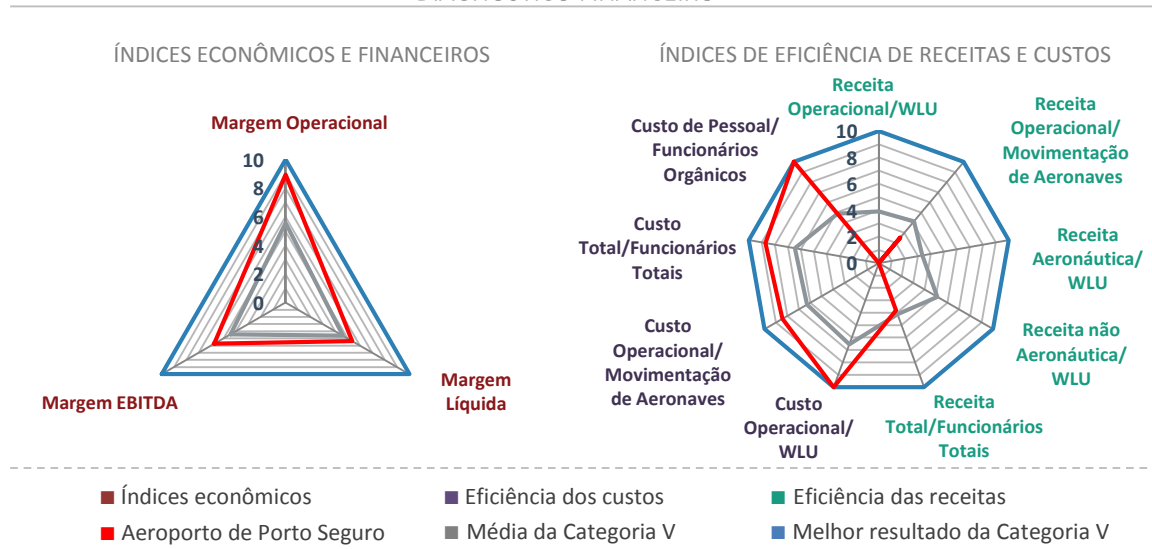 ÍNDICES ECONÔMICOS E FINANCEIROS
Margem Operacional
10
8
6
4
2
0
Margem EBITDA
Margem
Líquida
ÍNDICES DE EFICIÊNCIA DE RECEITAS E CUSTOS
Receita
Operacional/WLU
Receita
Operacional/
Movimentação
de Aeronaves
Receita
Aeronáutica/
WLU
Receita não
Aeronáutica/
WLU
Receita
Total/Funcionários
Totais
Custo
Operacional/
WLU
Custo
Operacional/
Movimentação
de Aeronaves
Custo
Total/Funcionários
Totais
Custo de Pessoal/
Funcionários
Orgânicos
10
8
6
4
2
0
Índices econômicos
Eficiência dos custos
Eficiência das receitas
Aeroporto de Porto Seguro
Média da Categoria V
Melhor resultado da Categoria V